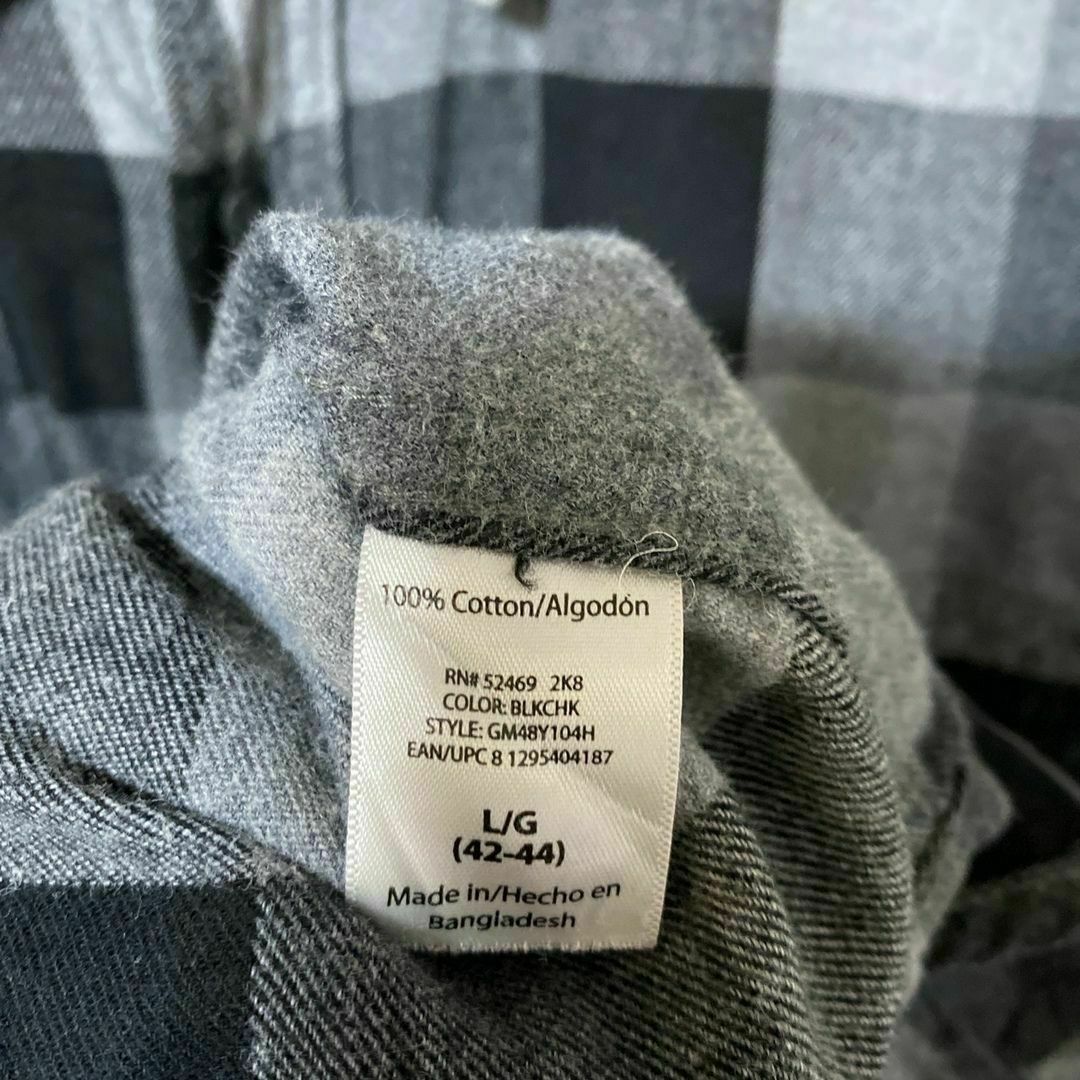 100% Cotton/Algodón
RN# 52469 2K8
COLOR: BLKCHK
STYLE: GM48Y104H
EAN/UPC 8 1295404187
L/G
(42-44)
Made in/Hecho en
Bangladesh